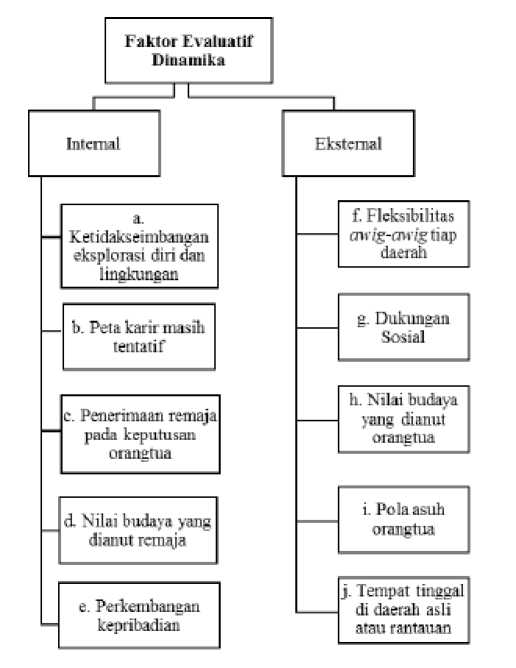 Faktor Evaluatif
Dinamika
Internal
Eksternal
a.
Ketidakseimbangan
eksplorasi diri dan
lingkungan
b. Peta karir masih
tentatif
c. Penerimaan remaja
pada keputusan
orangtua
d. Nilai budaya yang
dianut remaja
e. Perkembangan
kepribadian
f. Fleksibilitas
awig-awig tiap
daerah
g. Dukungan
Sosial
h. Nilai budaya
yang dianut
orangtua
i. Pola asuh
orangtua
j. Tempat tinggal
di daerah asli
atau rantauan